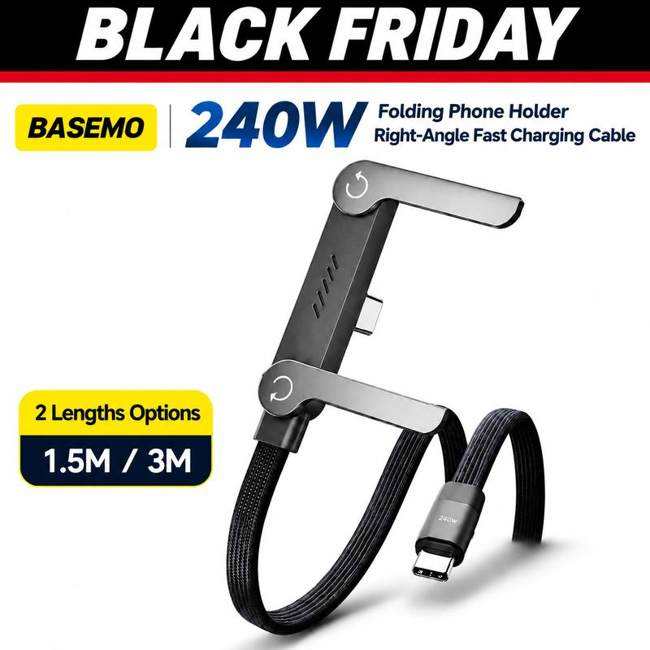 BLACK FRIDAY
BASEMO
240W
Folding Phone Holder
Right-Angle Fast Charging Cable
2 Lengths Options
1.5M / 3M
240W